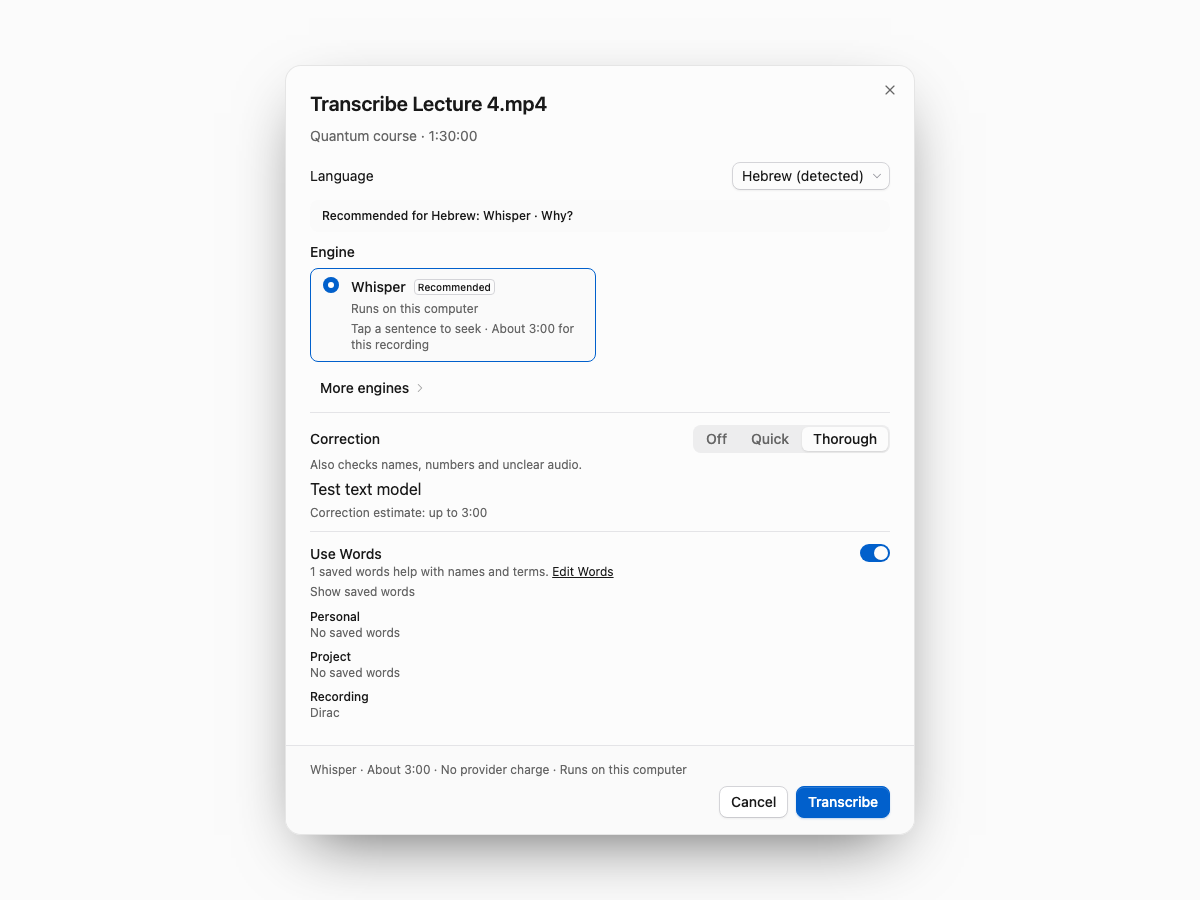 Transcribe Lecture 4.mp4
Quantum course · 1:30:00
Language
Hebrew (detected)
Recommended for Hebrew: Whisper · Why?
Engine
Whisper Recommended
Runs on this computer
Tap a sentence to seek · About 3:00 for
this recording
More engines
Correction
Off Quick Thorough
Also checks names, numbers and unclear audio.
Test text model
Correction estimate: up to 3:00
Use Words
1 saved words help with names and terms. Edit Words
Show saved words
Personal
No saved words
Project
No saved words
Recording
Dirac
Whisper · About 3:00 · No provider charge · Runs on this computer
Cancel Transcribe